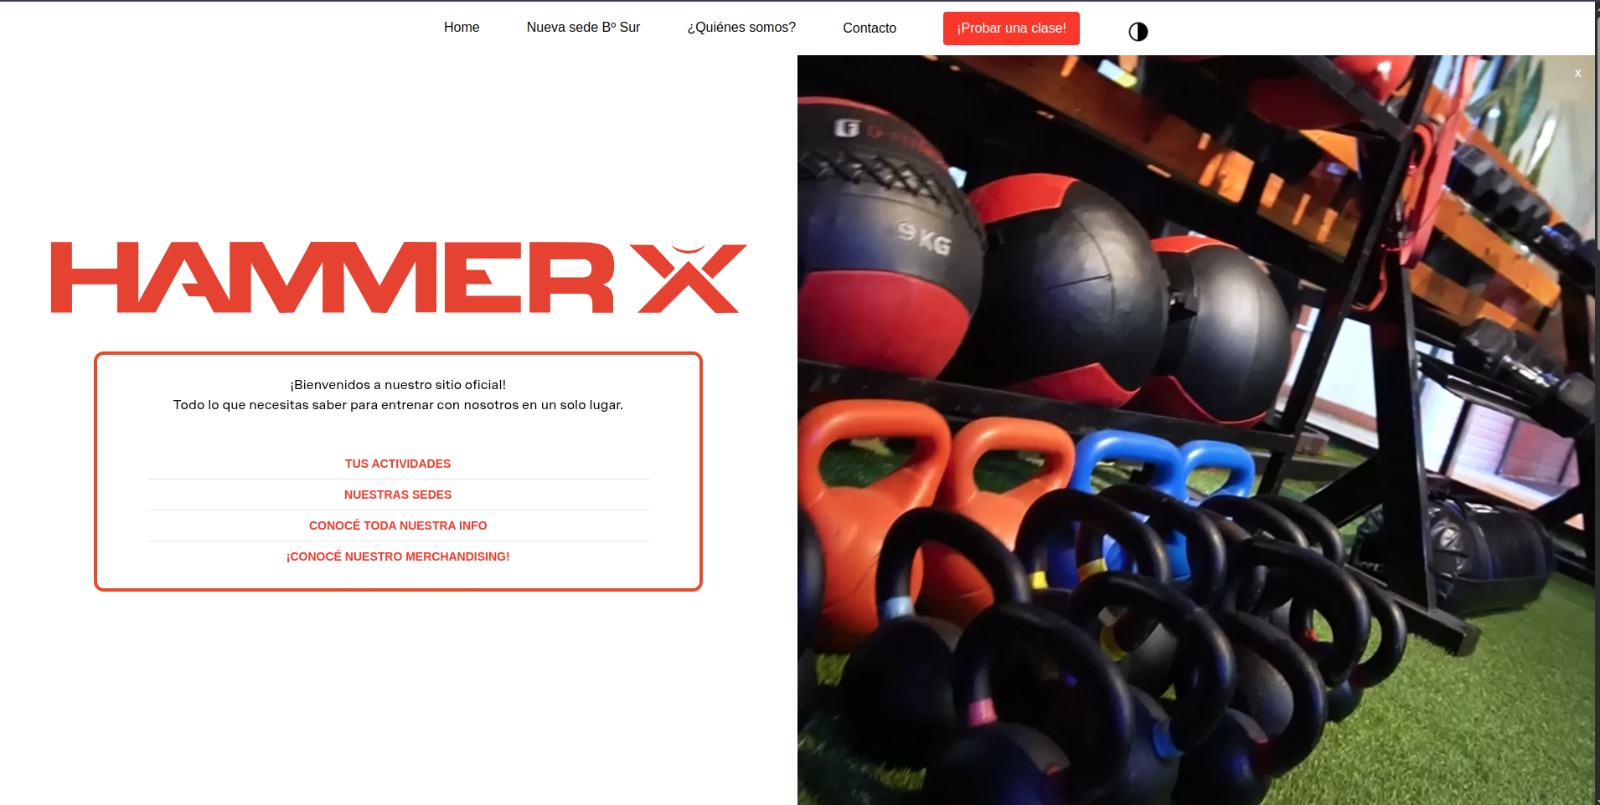 Home
Nueva sede Bº Sur
¿Quiénes somos?
Contacto
¡Probar una clase!
x
HAMMER X
¡Bienvenidos a nuestro sitio oficial!
Todo lo que necesitas saber para entrenar con nosotros en un solo lugar.
TUS ACTIVIDADES
NUESTRAS SEDES
CONOCÉ TODA NUESTRA INFO
¡CONOCÉ NUESTRO MERCHANDISING!
9 KG